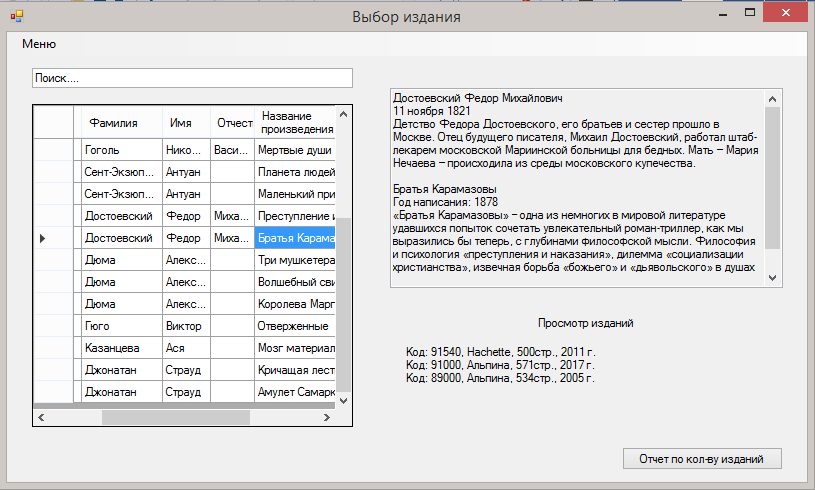 Выбор издания
Меню
Поиск....
Фамилия Имя Отчест Название
произведения
Гоголь Нико... Васи... Мертвые души
Сент-Экзюп... Антуан Планета людей
Сент-Экзюп... Антуан Маленький при
Достоевский Федор Миха... Преступление и
Достоевский Федор Миха... Братья Карама
Дюма Алекс... Три мушкетера
Дюма Алекс... Волшебный сви
Дюма Алекс... Королева Марг
Гюго Виктор Отверженные
Казанцева Ася Мозг материал
Джонатан Страуд Кричащая лест
Джонатан Страуд Амулет Самарк
Достоевский Федор Михайлович
11 ноября 1821
Детство Федора Достоевского, его братьев и сестер прошло в
Москве. Отец будущего писателя, Михаил Достоевский, работал штаб-
лекарем московской Мариинской больницы для бедных. Мать – Мария
Нечаева – происходила из среды московского купечества.
Братья Карамазовы
Год написания: 1878
«Братья Карамазовы» – одна из немногих в мировой литературе
удавшихся попыток сочетать увлекательный роман-триллер, как мы
выразились бы теперь, с глубинами философской мысли. Философия
и психология «преступления и наказания», дилемма «социализации
христианства», извечная борьба «божьего» и «дьявольского» в душах
Просмотр изданий
Код: 91540, Hachette, 500стр., 2011 г.
Код: 91000, Альпина, 571стр., 2017 г.
Код: 89000, Альпина, 534стр., 2005 г.
Отчет по кол-ву изданий